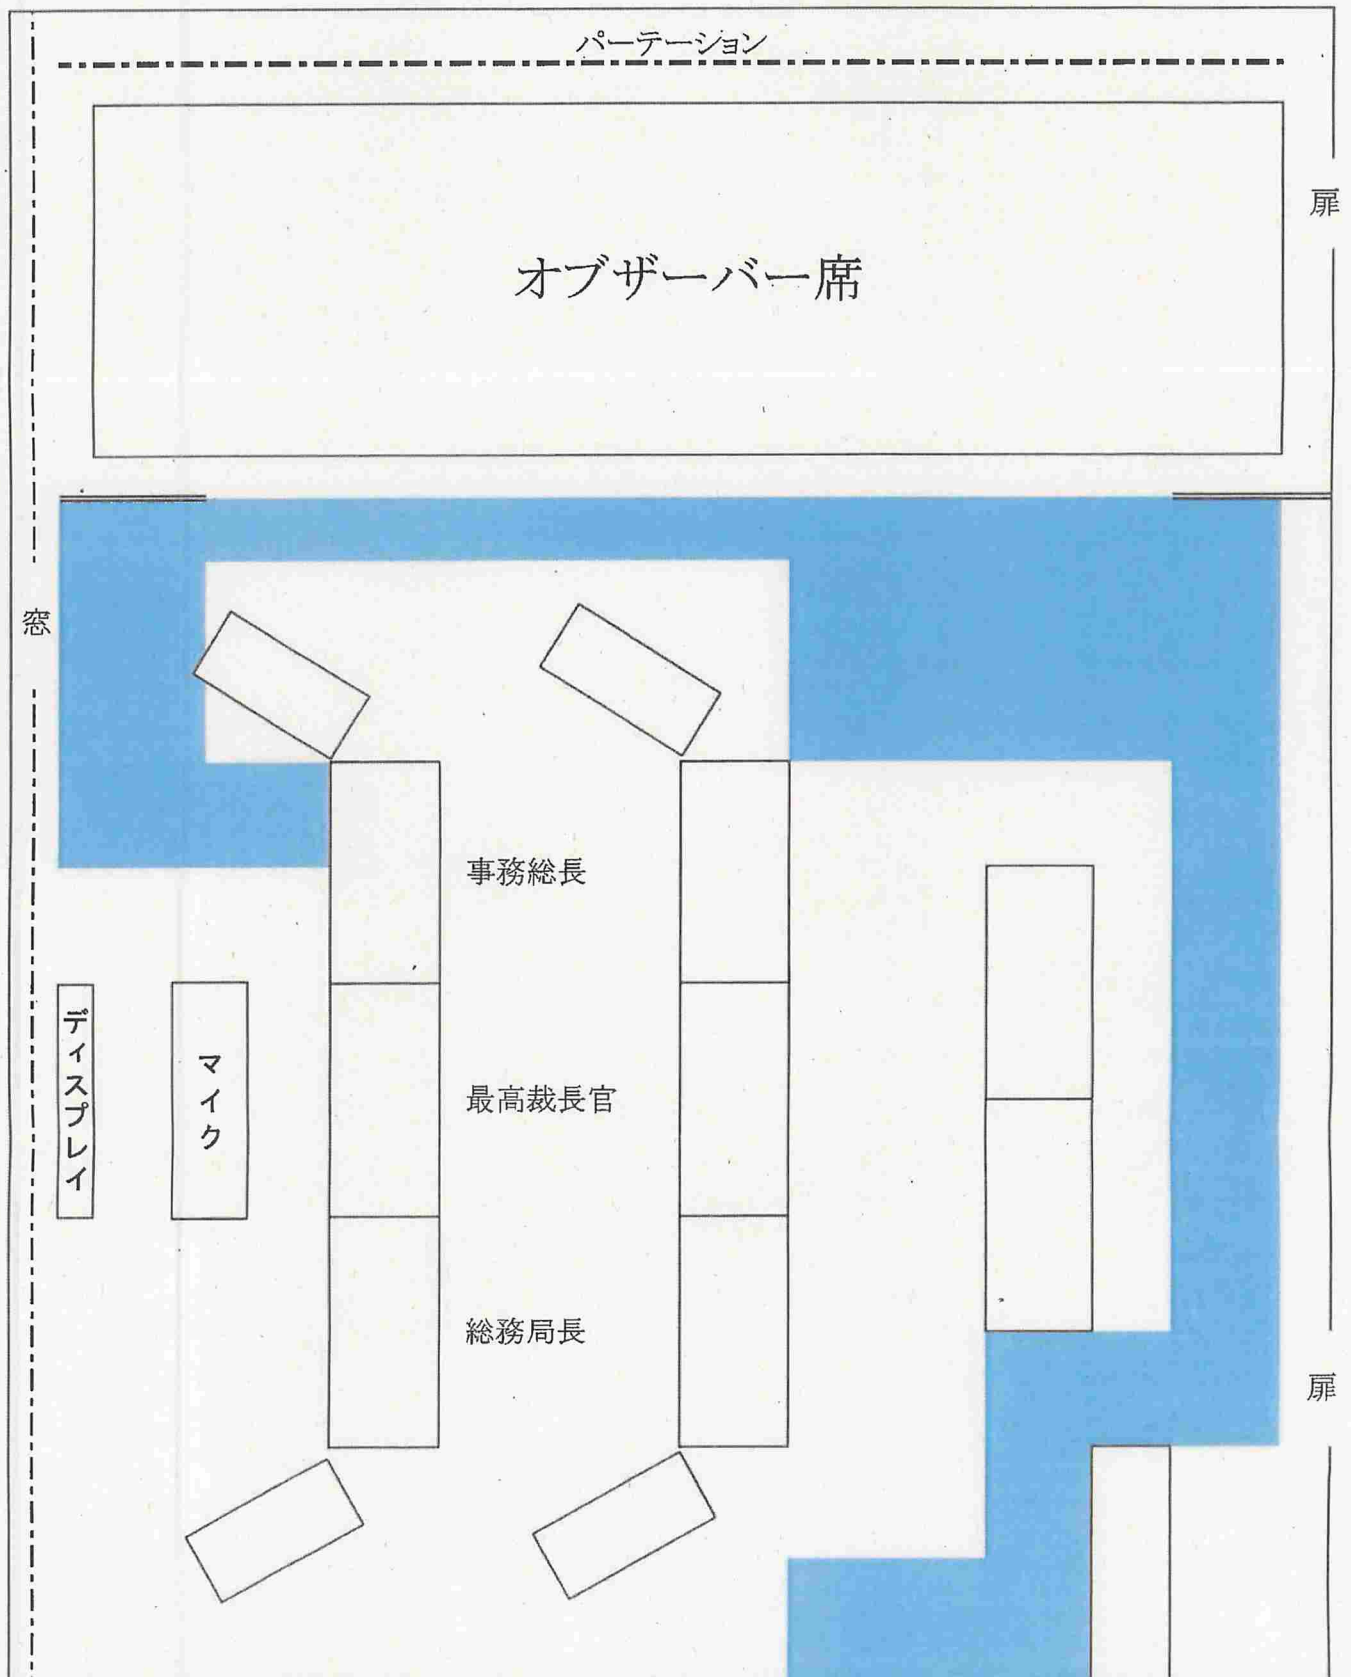 パーテーション
扉
オブザーバー席
窓
事務総長
ディスプレイ
マイク
最高裁長官
総務局長
扉